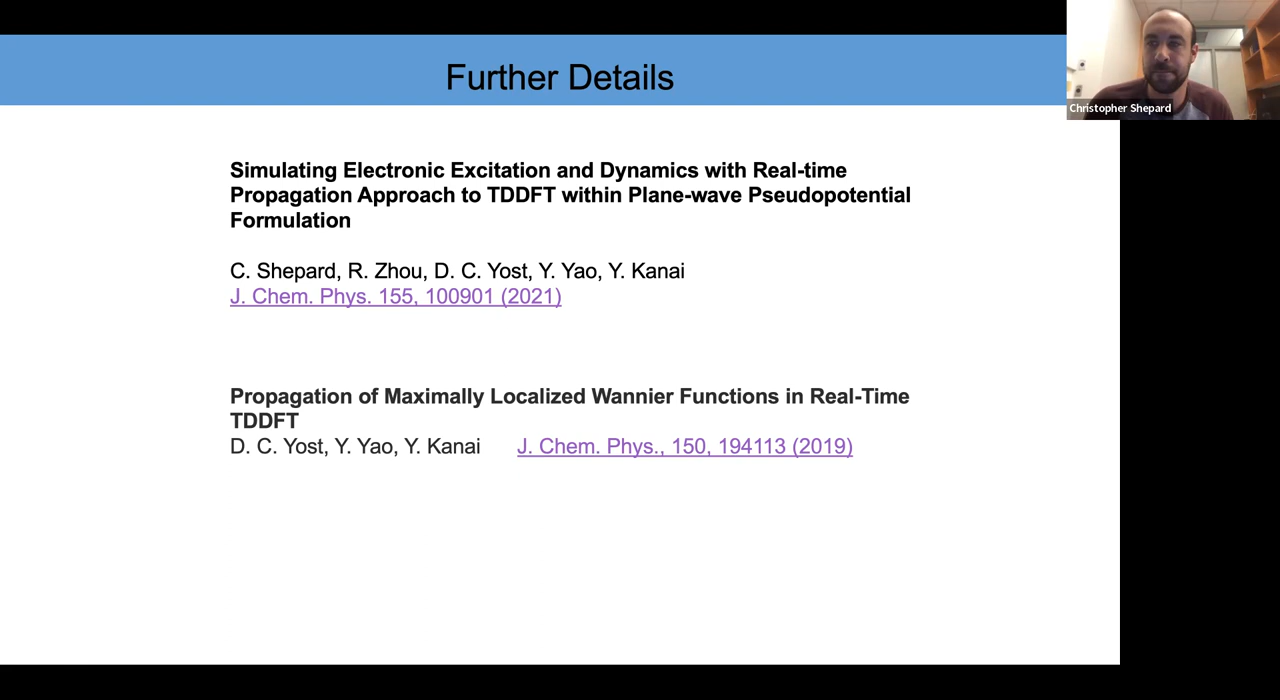 Further Details
Christopher Shepard
Simulating Electronic Excitation and Dynamics with Real-time
Propagation Approach to TDDFT within Plane-wave Pseudopotential
Formulation
C. Shepard, R. Zhou, D. C. Yost, Y. Yao, Y. Kanai
J. Chem. Phys. 155, 100901 (2021)
Propagation of Maximally Localized Wannier Functions in Real-Time
TDDFT
D. C. Yost, Y. Yao, Y. Kanai J. Chem. Phys., 150, 194113 (2019)